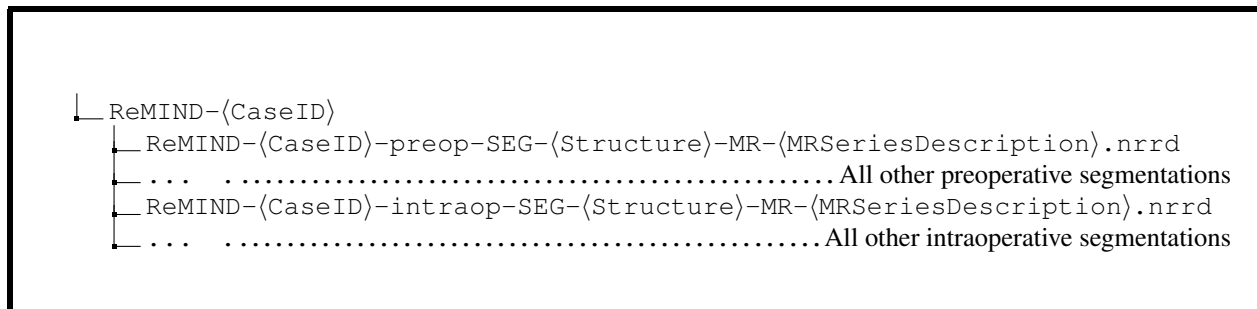 ReMIND-⟨CaseID⟩
ReMIND-⟨CaseID⟩-preop-SEG-⟨Structure⟩-MR-⟨MRSeriesDescription⟩.nrrd
... ..................................................... All other preoperative segmentations
ReMIND-⟨CaseID⟩-intraop-SEG-⟨Structure⟩-MR-⟨MRSeriesDescription⟩.nrrd
... .................................................... All other intraoperative segmentations